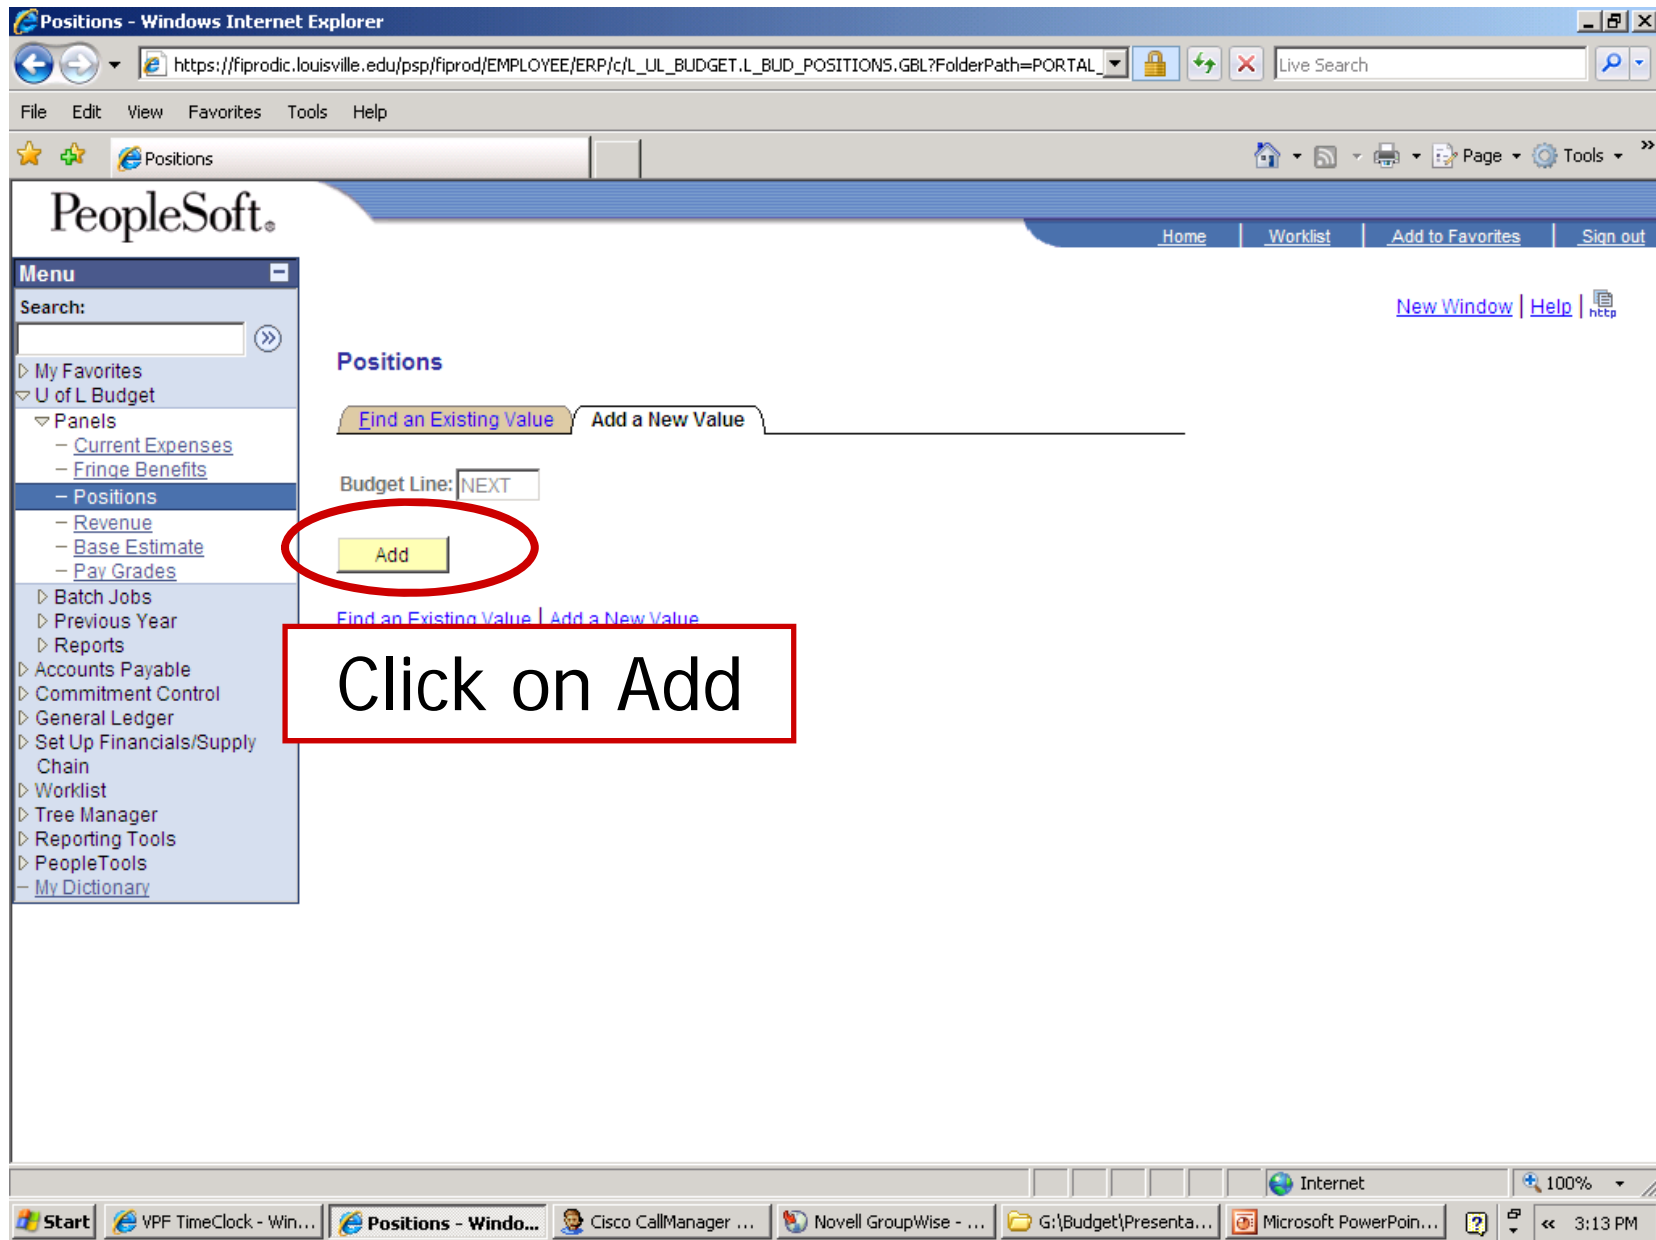 Positions - Windows Internet Explorer
https://fiprodic.louisville.edu/psp/fiprod/EMPLOYEE/ERP/c/L_UL_BUDGET.L_BUD_POSITIONS.GBL?FolderPath=PORTAL_
Live Search
File Edit View Favorites Tools Help
Positions
Page Tools »
PeopleSoft®
Home Worklist Add to Favorites Sign out
Menu
New Window | Help | http
Search:
My Favorites
U of L Budget
Panels
Current Expenses
Fringe Benefits
Positions
Revenue
Base Estimate
Pay Grades
Batch Jobs
Previous Year
Reports
Accounts Payable
Commitment Control
General Ledger
Set Up Financials/Supply
Chain
Worklist
Tree Manager
Reporting Tools
PeopleTools
My Dictionary
Positions
Find an Existing Value Add a New Value
Budget Line: NEXT
Add
Find an Existing Value | Add a New Value
Click on Add
Internet 100%
Start VPF TimeClock - Win... Positions - Windo... Cisco CallManager ... Novell GroupWise - ... G:\Budget\Presenta... Microsoft PowerPoin... « 3:13 PM